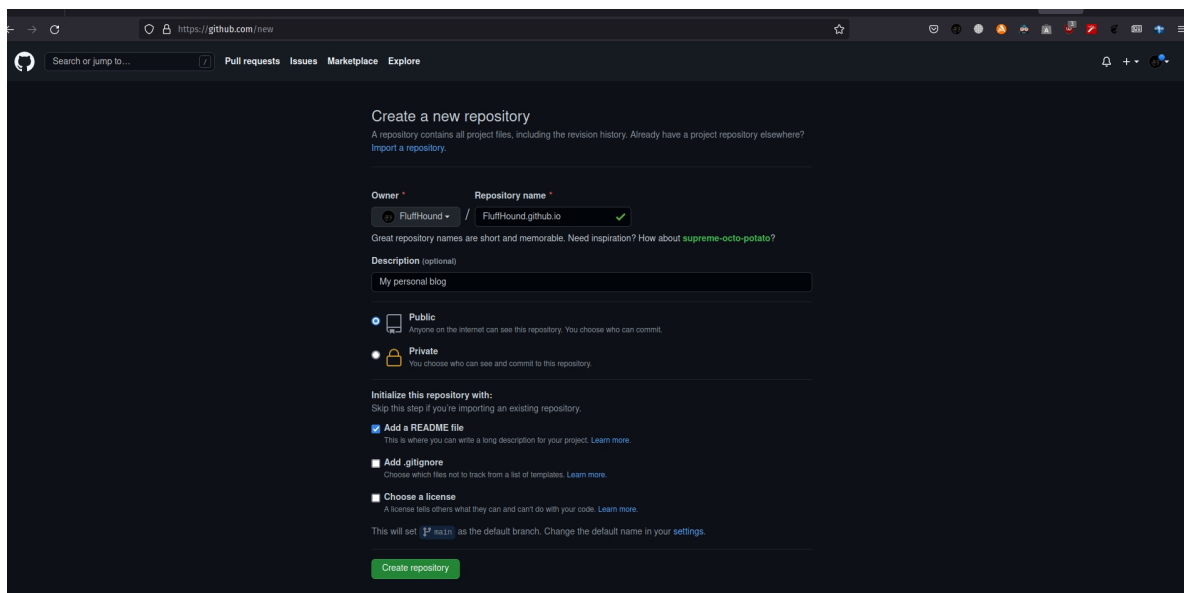 https://github.com/new
Search or jump to...
/
Pull requests Issues Marketplace Explore
Create a new repository
A repository contains all project files, including the revision history. Already have a project repository elsewhere?
Import a repository.
Owner * Repository name *
FluffHound / FluffHound.github.io
Great repository names are short and memorable. Need inspiration? How about supreme-octo-potato?
Description (optional)
My personal blog
Public
Anyone on the internet can see this repository. You choose who can commit.
Private
You choose who can see and commit to this repository.
Initialize this repository with:
Skip this step if you're importing an existing repository.
Add a README file
This is where you can write a long description for your project. Learn more.
Add .gitignore
Choose which files not to track from a list of templates. Learn more.
Choose a license
A license tells others what they can and can't do with your code. Learn more.
This will set main as the default branch. Change the default name in your settings.
Create repository